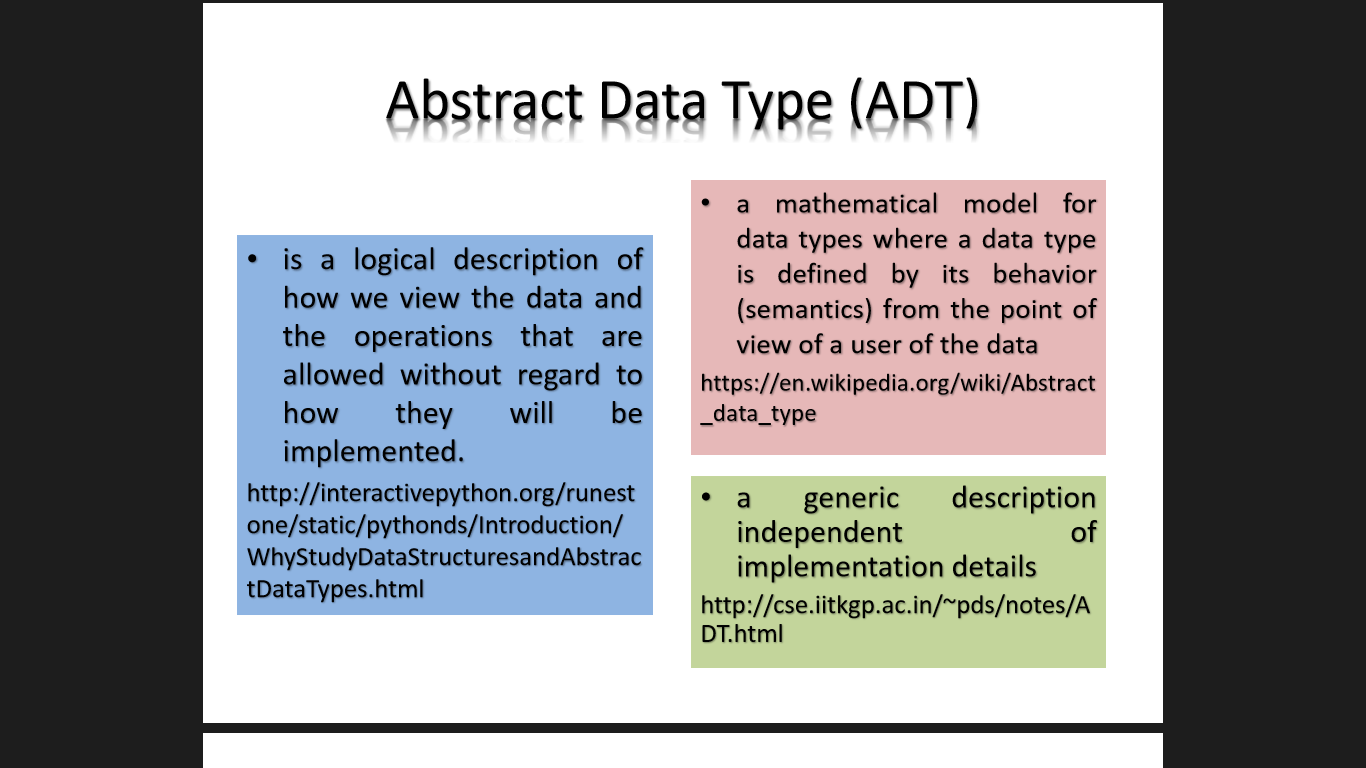 Abstract Data Type (ADT)
• is a logical description of
how we view the data and
the operations that are
allowed without regard to
how they will be
implemented.
http://interactivepython.org/runest
one/static/pythonds/Introduction/
WhyStudyDataStructuresandAbstrac
tDataTypes.html
• a mathematical model for
data types where a data type
is defined by its behavior
(semantics) from the point of
view of a user of the data
https://en.wikipedia.org/wiki/Abstract
_data_type
• a generic description
independent of
implementation details
http://cse.iitkgp.ac.in/~pds/notes/A
DT.html